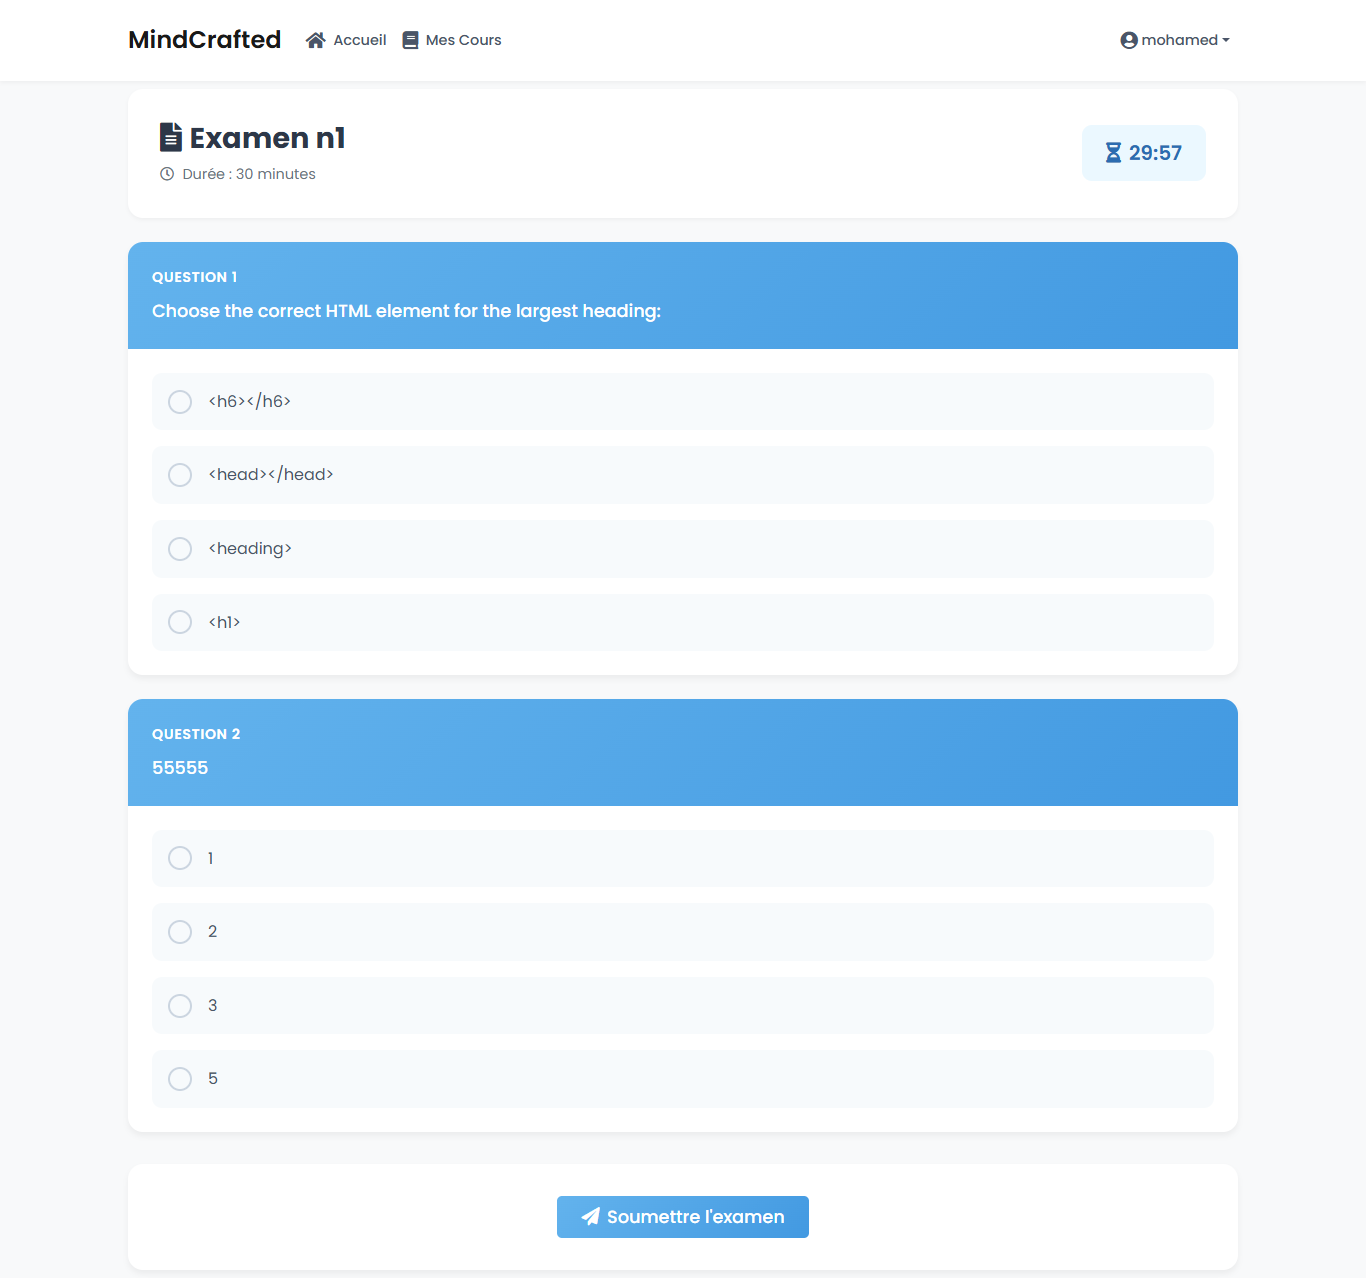 MindCrafted Accueil Mes Cours mohamed
Examen n1
Durée : 30 minutes
29:57
QUESTION 1
Choose the correct HTML element for the largest heading:
<h6></h6>
<head></head>
<heading>
<h1>
QUESTION 2
55555
1
2
3
5
Soumettre l'examen